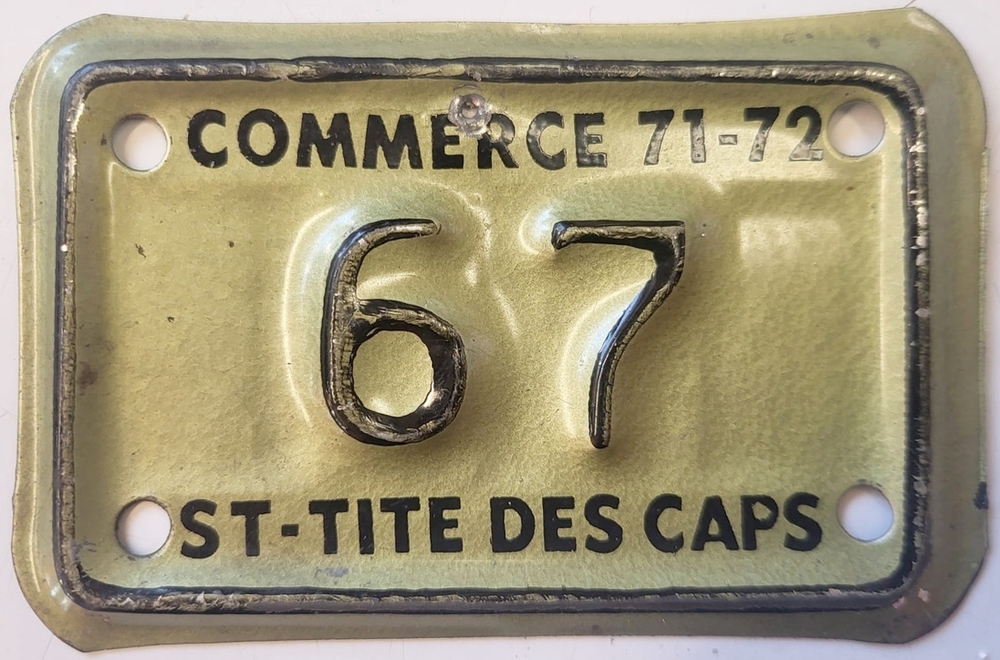 COMMERCE 71-72
67
ST-TITE DES CAPS